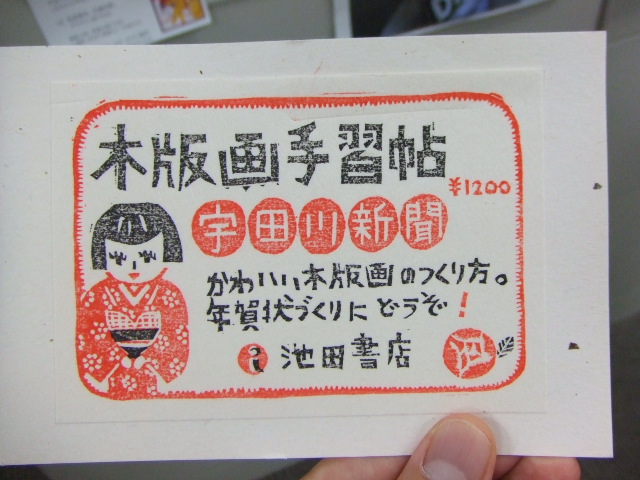 木版画手習帖
¥1200
宇田川新聞
かわいい木版画のつくり方。
年賀状づくりにどうぞ!
池田書店